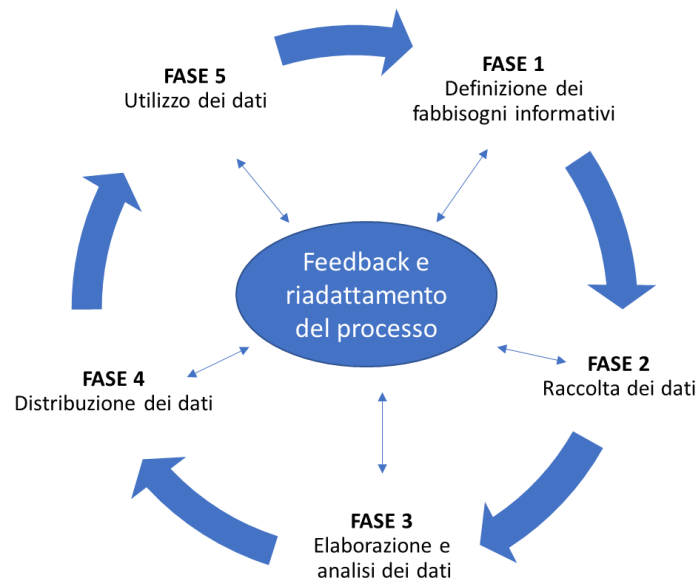 FASE 1
Definizione dei
fabbisogni informativi
FASE 2
Raccolta dei dati
FASE 3
Elaborazione e
analisi dei dati
FASE 4
Distribuzione dei dati
FASE 5
Utilizzo dei dati
Feedback e
riadattamento
del processo